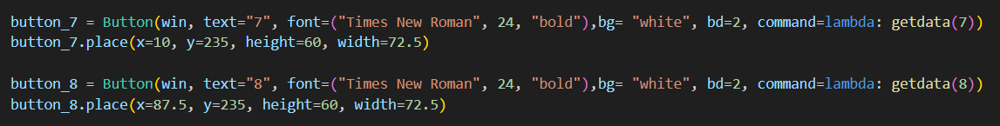 button_7 = Button(win, text="7", font=("Times New Roman", 24, "bold"),bg= "white", bd=2, command=lambda: getdata(7))
button_7.place(x=10, y=235, height=60, width=72.5)
button_8 = Button(win, text="8", font=("Times New Roman", 24, "bold"),bg= "white", bd=2, command=lambda: getdata(8))
button_8.place(x=87.5, y=235, height=60, width=72.5)